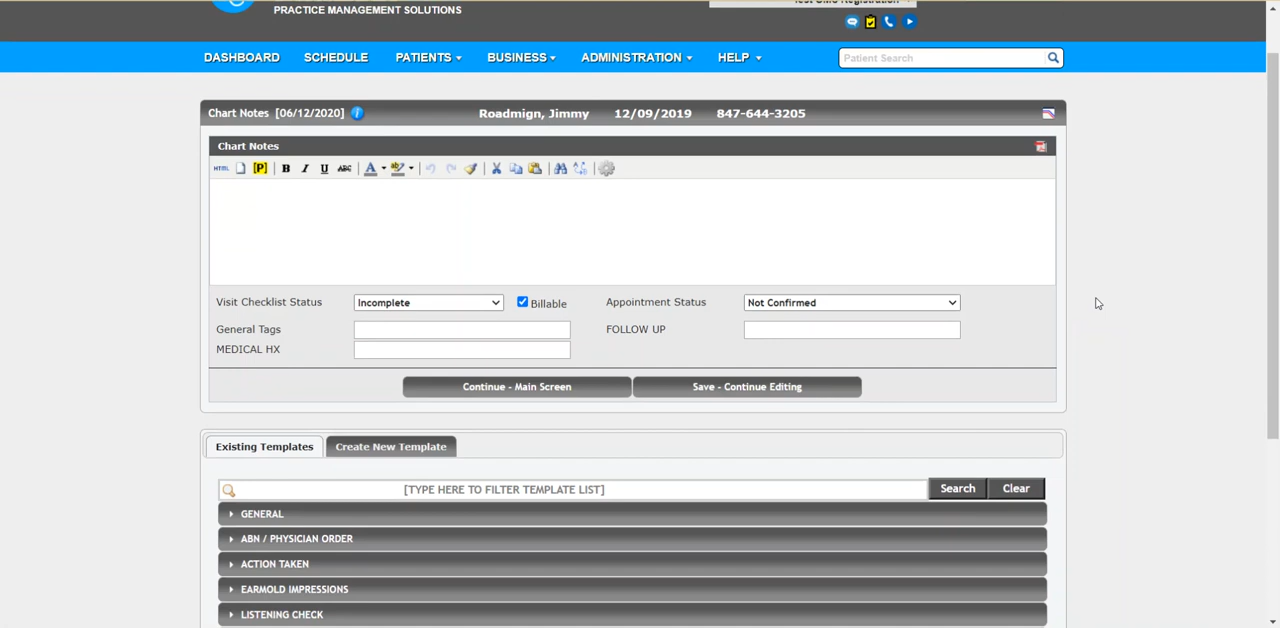 PRACTICE MANAGEMENT SOLUTIONS
DASHBOARD SCHEDULE PATIENTS BUSINESS ADMINISTRATION HELP Patient Search
Chart Notes [06/12/2020] Roadmign, Jimmy 12/09/2019 847-644-3205
Chart Notes
HTML [P] B I U ABC A ab
Visit Checklist Status Incomplete Billable Appointment Status Not Confirmed
General Tags FOLLOW UP
MEDICAL HX
Continue - Main Screen Save - Continue Editing
Existing Templates Create New Template
[TYPE HERE TO FILTER TEMPLATE LIST] Search Clear
GENERAL
ABN / PHYSICIAN ORDER
ACTION TAKEN
EARMOLD IMPRESSIONS
LISTENING CHECK